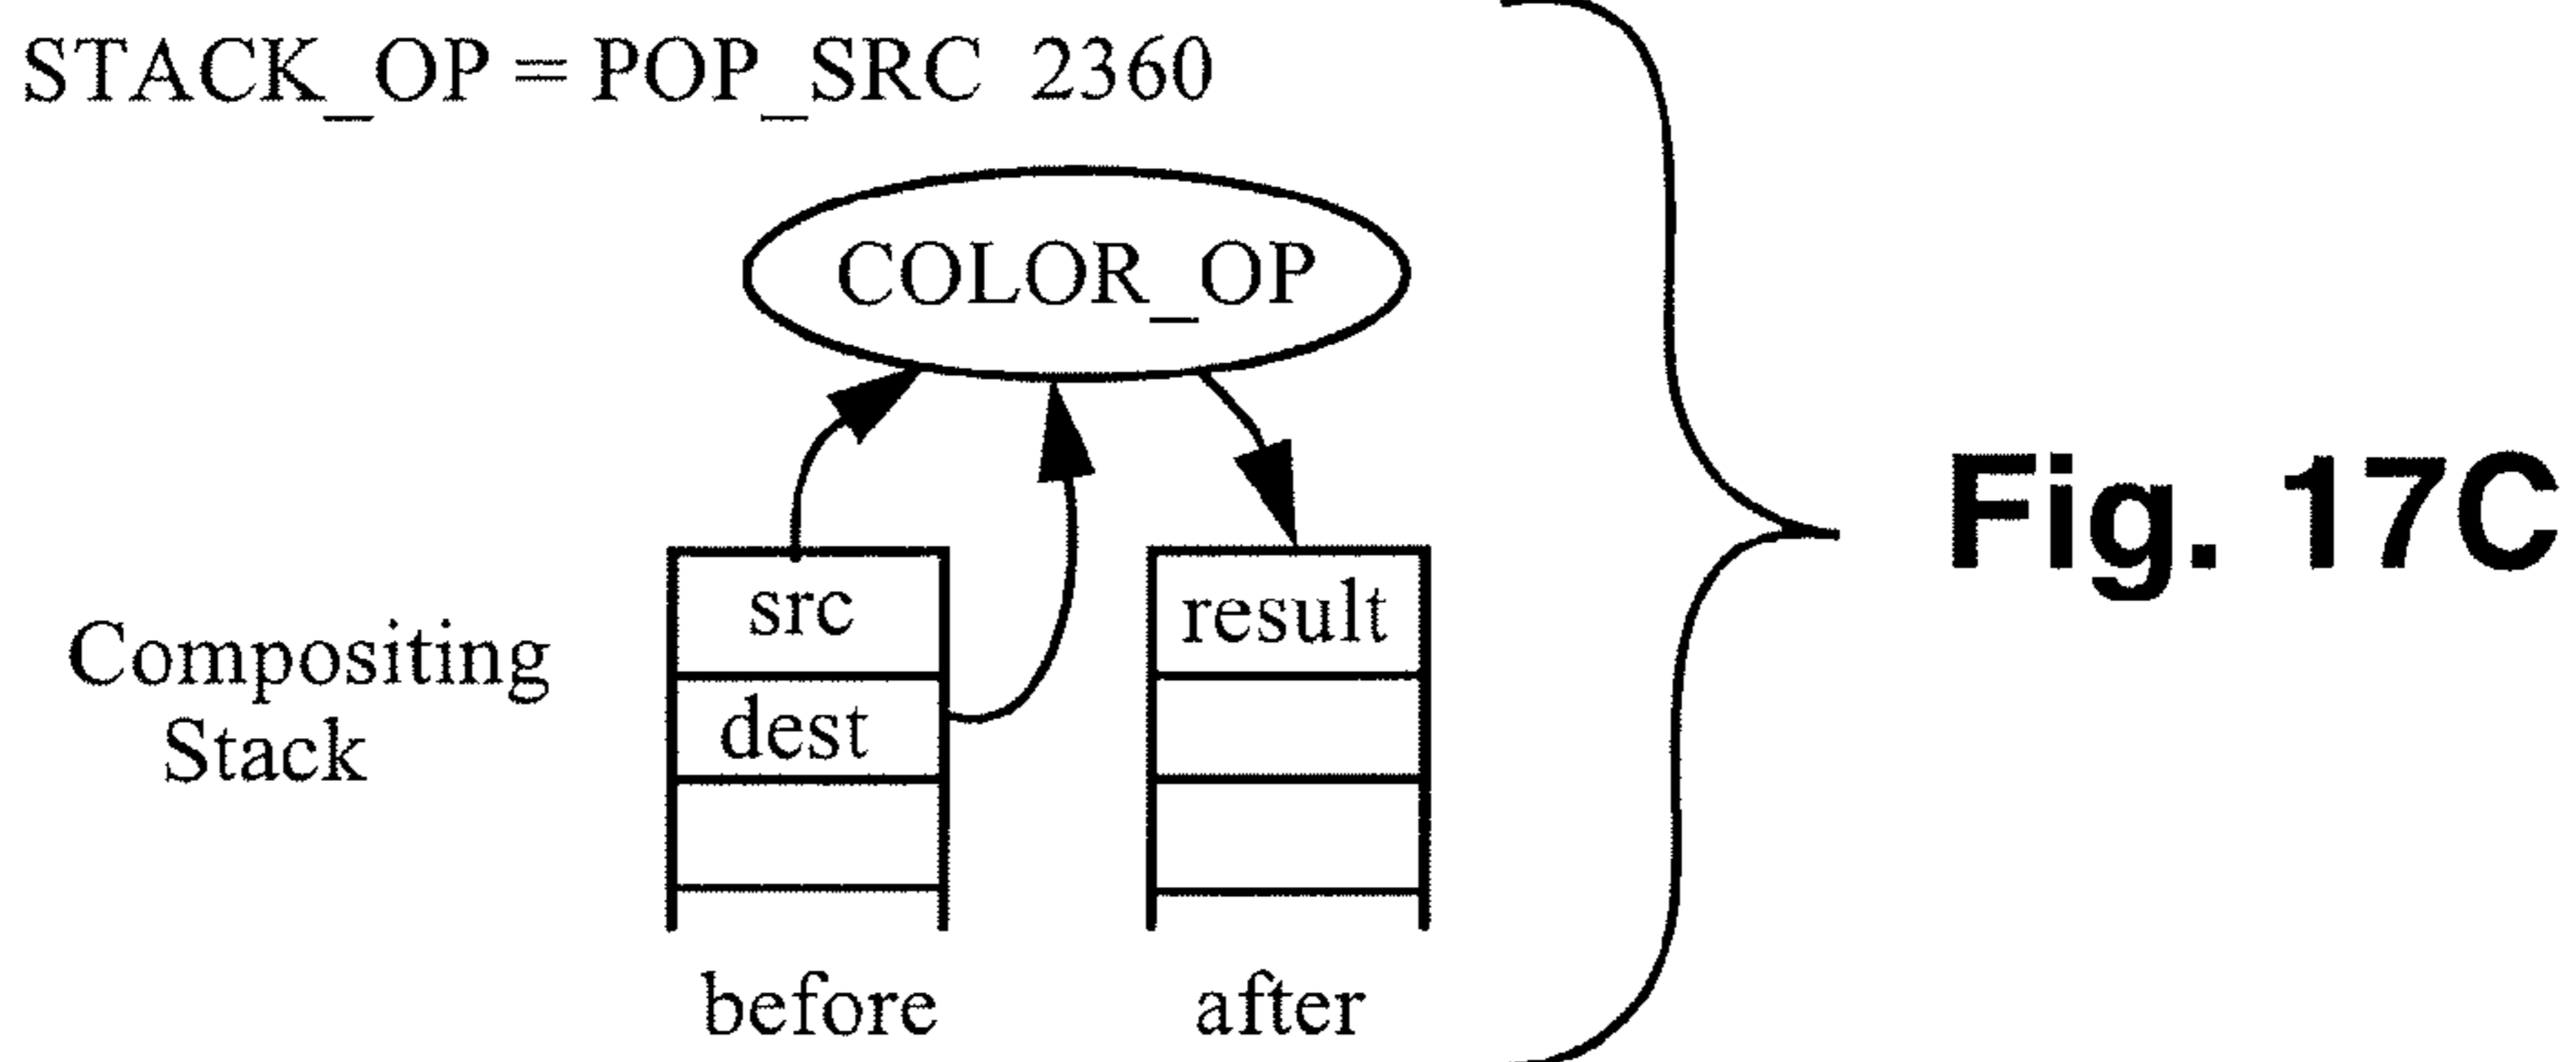 STACK_OP = POP_SRC 2360
COLOR_OP
src
dest
result
Compositing
Stack
before
after
Fig. 17C